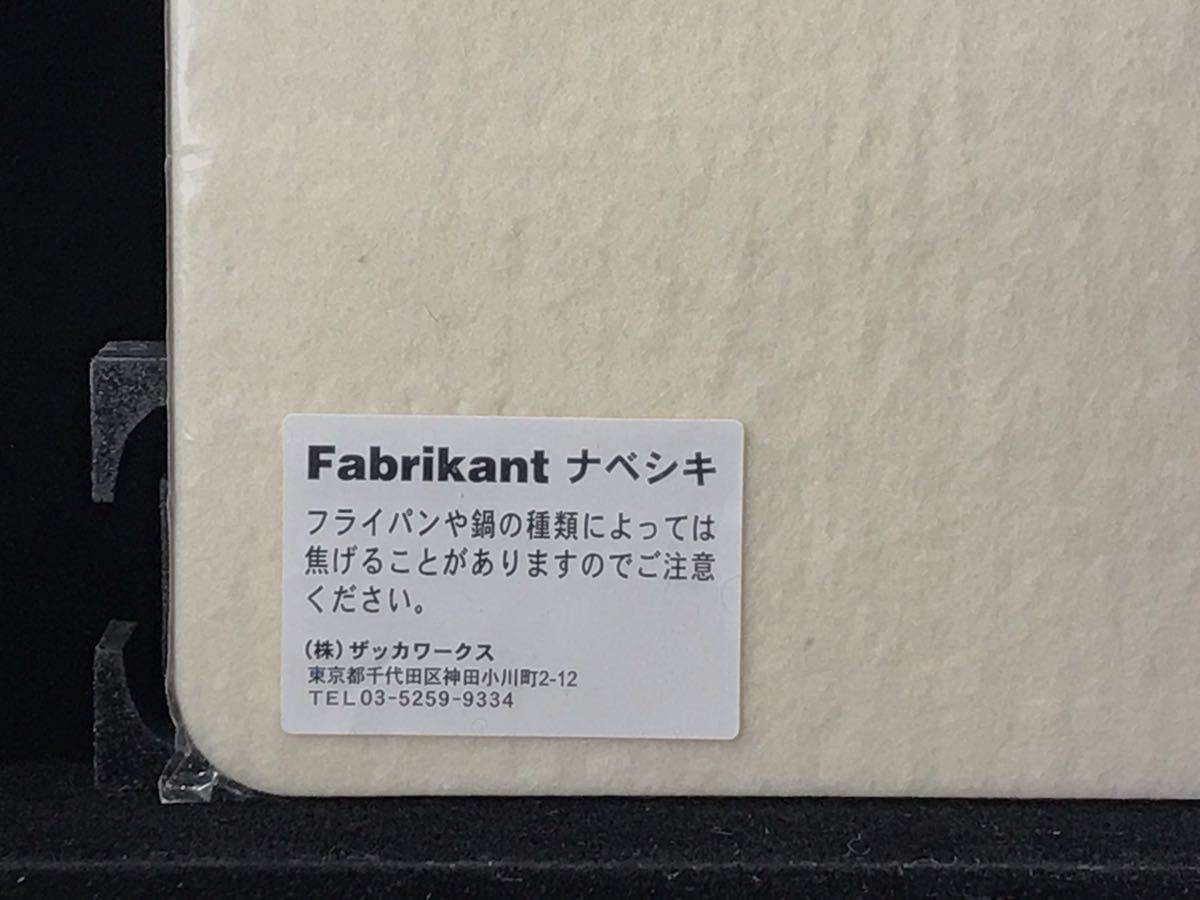 Fabrikant ナベシキ
フライパンや鍋の種類によっては
焦げることがありますのでご注意
ください。
(株)ザッカワークス
東京都千代田区神田小川町2-12
TEL03-5259-9334